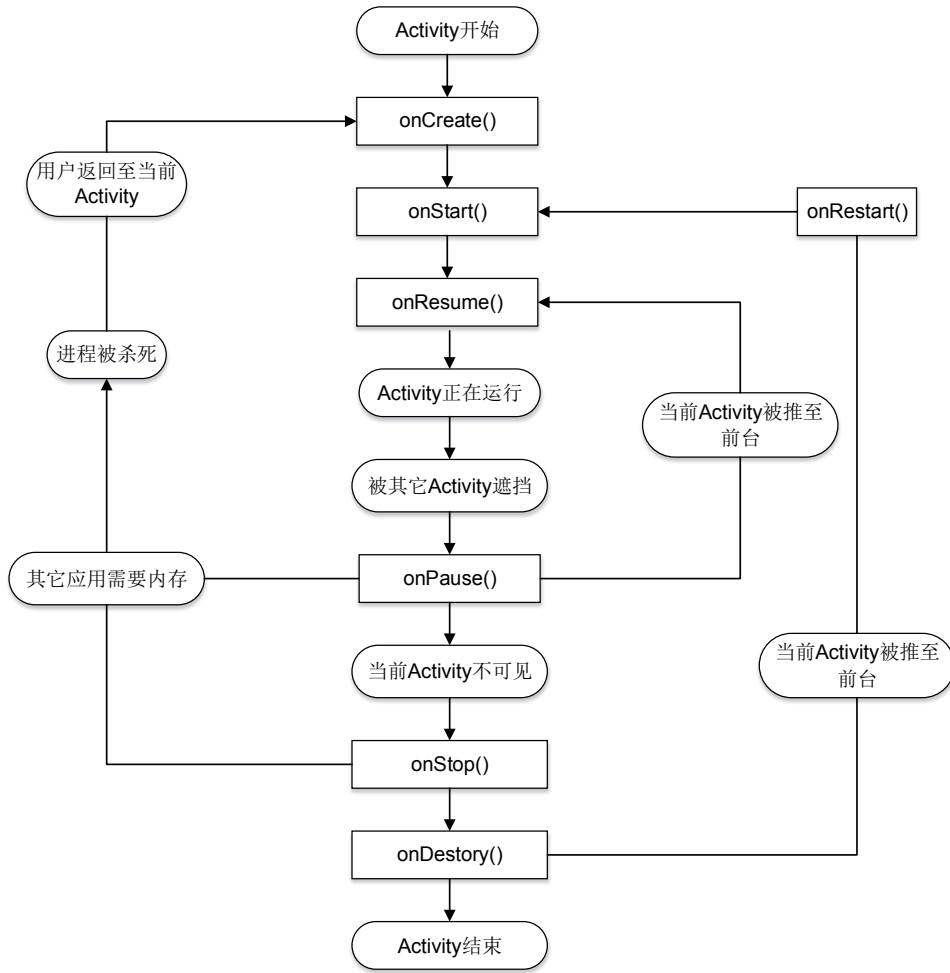 Activity开始
onCreate()
用户返回至当前
Activity
onStart()
onRestart()
onResume()
进程被杀死
Activity正在运行
当前Activity被推至
前台
被其它Activity遮挡
其它应用需要内存
onPause()
当前Activity不可见
当前Activity被推至
前台
onStop()
onDestory()
Activity结束